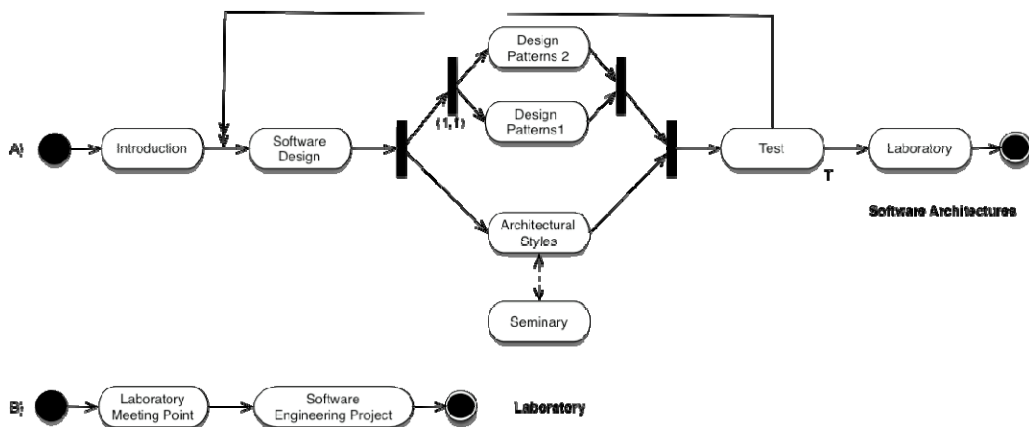 Design
Patterns 2
(1,1)
Design
Patterns1
A)
Introduction
Software
Design
Test
T
Laboratory
Software Architectures
Architectural
Styles
Seminary
B)
Laboratory
Meeting Point
Software
Engineering Project
Laboratory